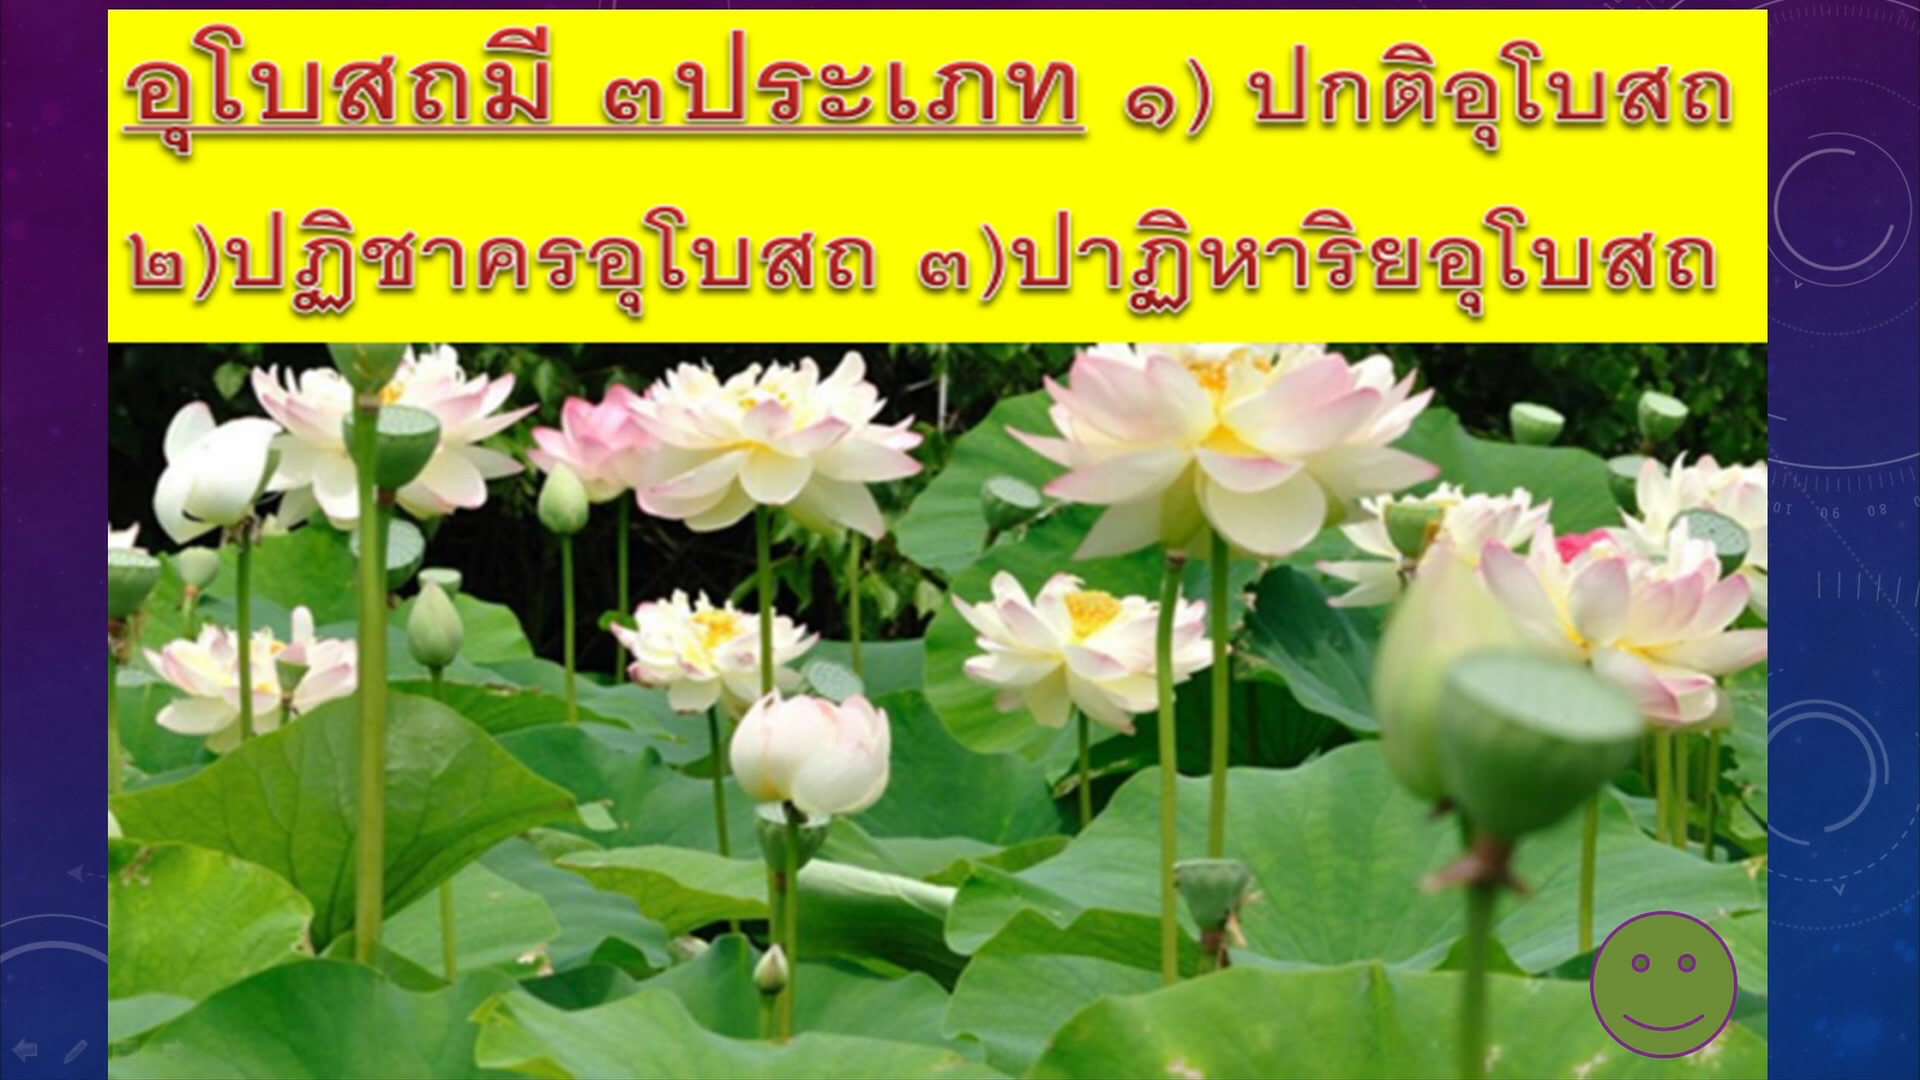 อุโบสถมี ๓ประเภท ๑) ปกติอุโบสถ
๒)ปฏิชาครอุโบสถ ๓)ปาฏิหาริยอุโบสถ
80
90